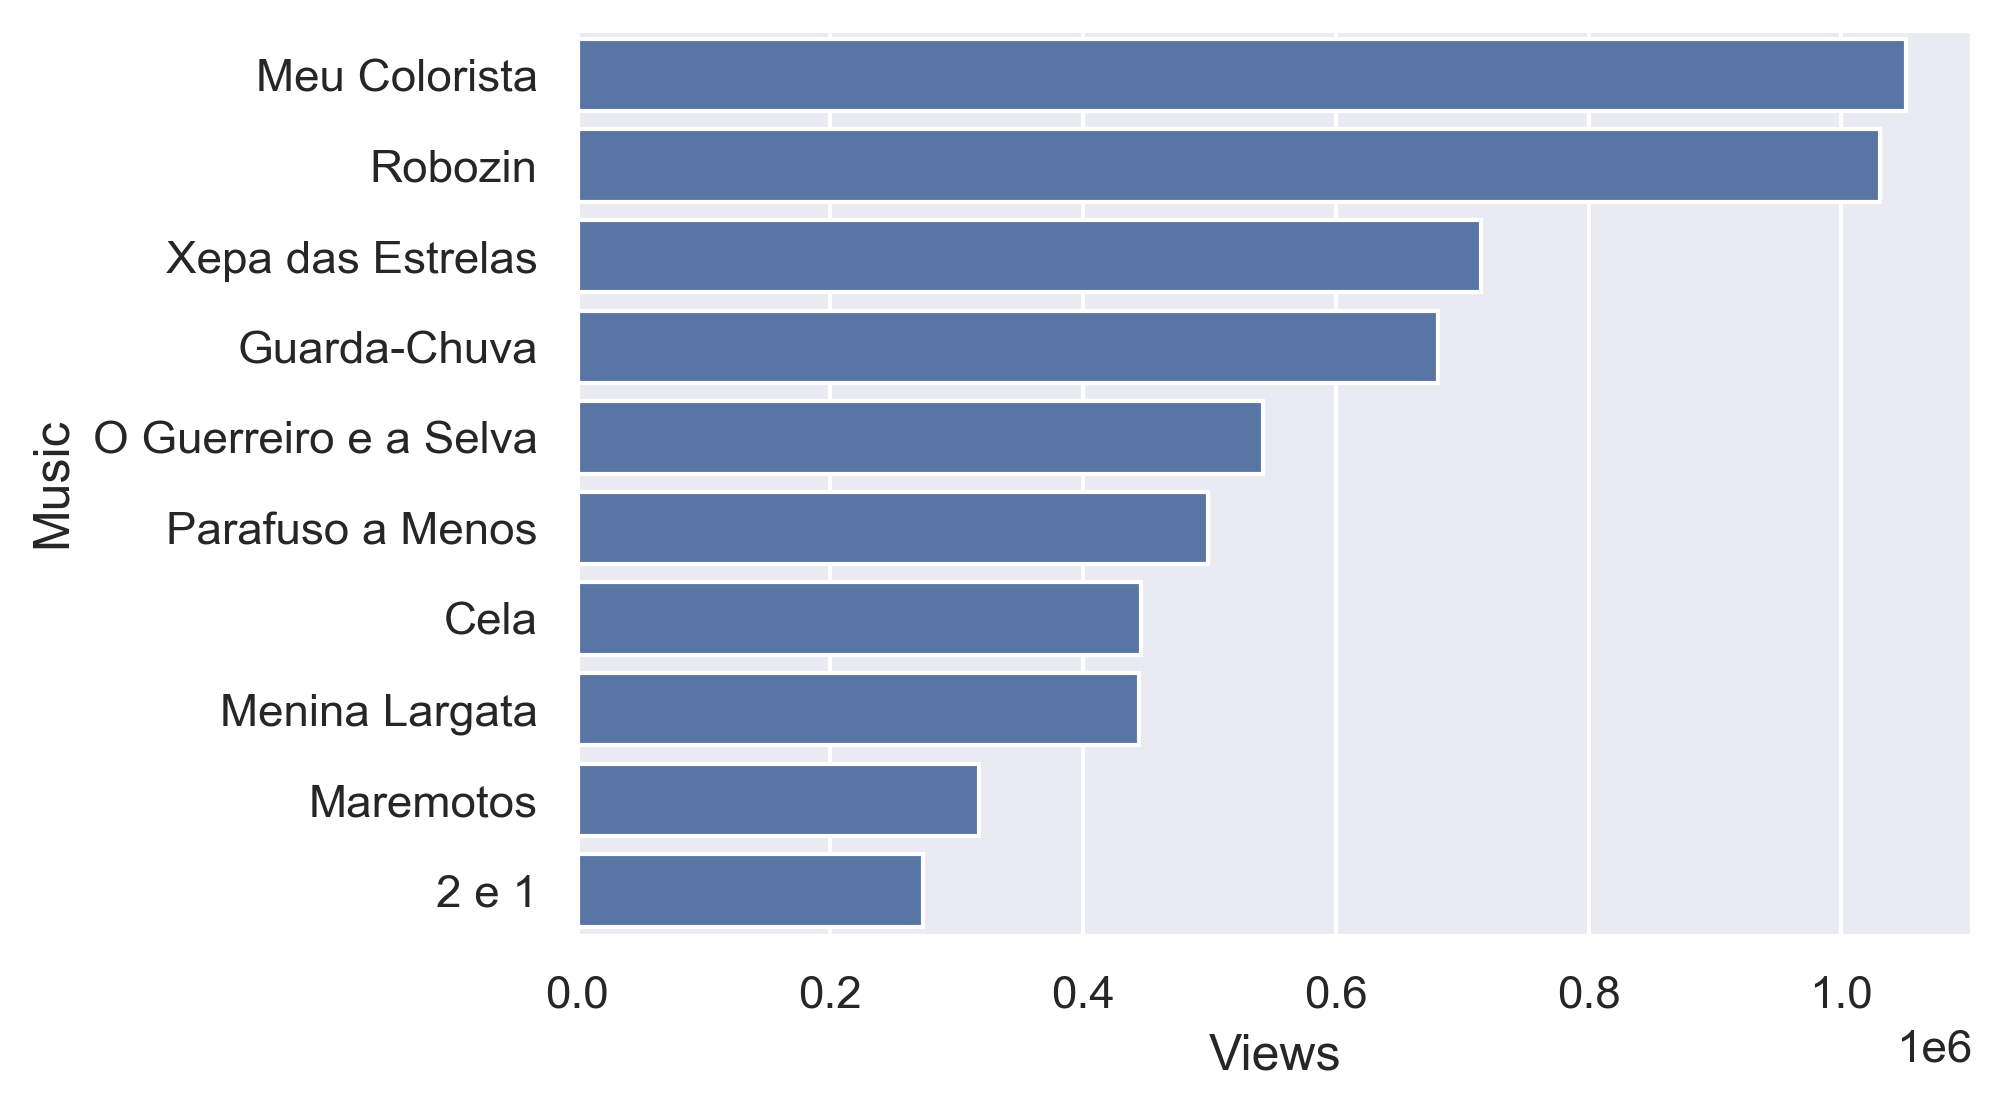 Meu Colorista
Robozin
Xepa das Estrelas
Guarda-Chuva
O Guerreiro e a Selva
Parafuso a Menos
Cela
Menina Largata
Maremotos
2 e 1
Music
0.0 0.2 0.4 0.6 0.8 1.0
Views
1e6